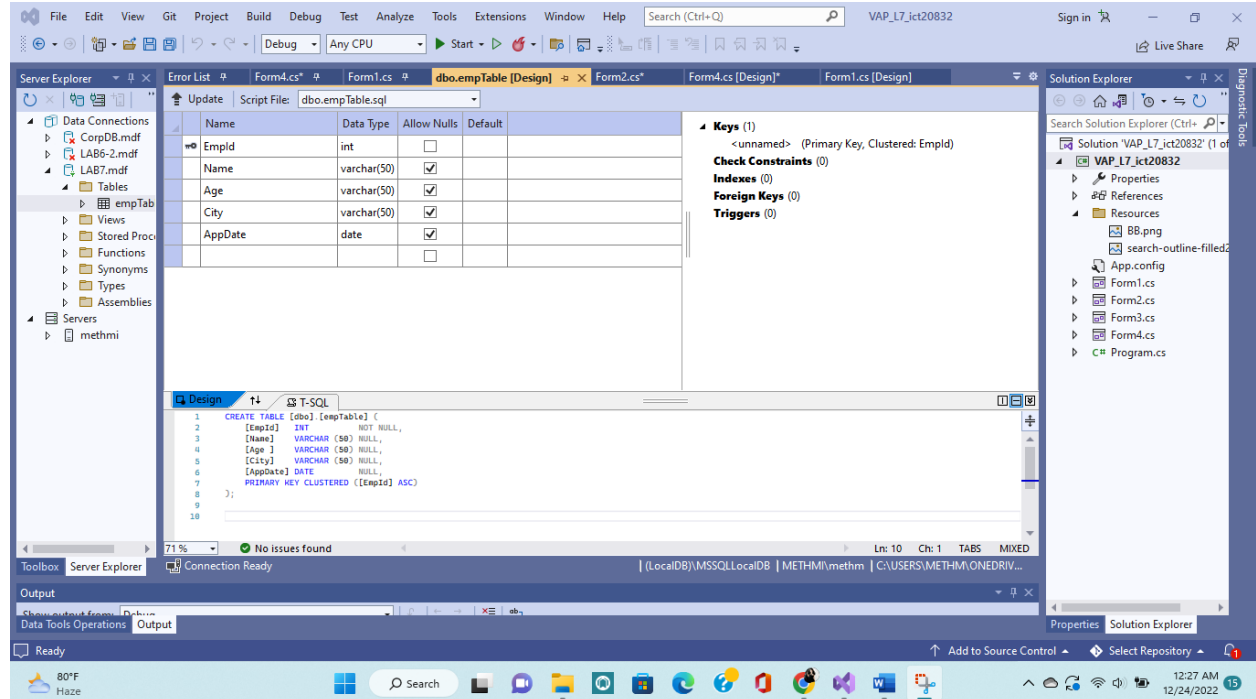 File Edit View Git Project Build Debug Test Analyze Tools Extensions Window Help Search (Ctrl+Q) VAP_L7_ict20832 Sign in
Debug Any CPU Start Live Share
Server Explorer
Data Connections
CorpDB.mdf
LAB6-2.mdf
LAB7.mdf
Tables
empTab
Views
Stored Proc
Functions
Synonyms
Types
Assemblies
Servers
methmi
Toolbox Server Explorer
Error List Form4.cs* Form1.cs dbo.empTable [Design] Form2.cs* Form4.cs [Design]* Form1.cs [Design]
Update Script File: dbo.empTable.sql
Name Data Type Allow Nulls Default
EmpId int
Name varchar(50)
Age varchar(50)
City varchar(50)
AppDate date
Keys (1)
<unnamed> (Primary Key, Clustered: EmpId)
Check Constraints (0)
Indexes (0)
Foreign Keys (0)
Triggers (0)
Design T-SQL
1 CREATE TABLE [dbo].[empTable] (
2 [EmpId] INT NOT NULL,
3 [Name] VARCHAR (50) NULL,
4 [Age ] VARCHAR (50) NULL,
5 [City] VARCHAR (50) NULL,
6 [AppDate] DATE NULL,
7 PRIMARY KEY CLUSTERED ([EmpId] ASC)
8 );
9
10
71 % No issues found Ln: 10 Ch: 1 TABS MIXED
Connection Ready (LocalDB)\MSSQLLocalDB METHMI\methm C:\USERS\METHM\ONEDRIV...
Output
Show output from: Debug
Data Tools Operations Output
Solution Explorer
Search Solution Explorer (Ctrl+
Solution 'VAP_L7_ict20832' (1 of
VAP_L7_ict20832
Properties
References
Resources
BB.png
search-outline-filled2
App.config
Form1.cs
Form2.cs
Form3.cs
Form4.cs
C# Program.cs
Properties Solution Explorer
Diagnostic Tools
Ready Add to Source Control Select Repository 1
80°F
Haze
Search
12:27 AM
12/24/2022
15